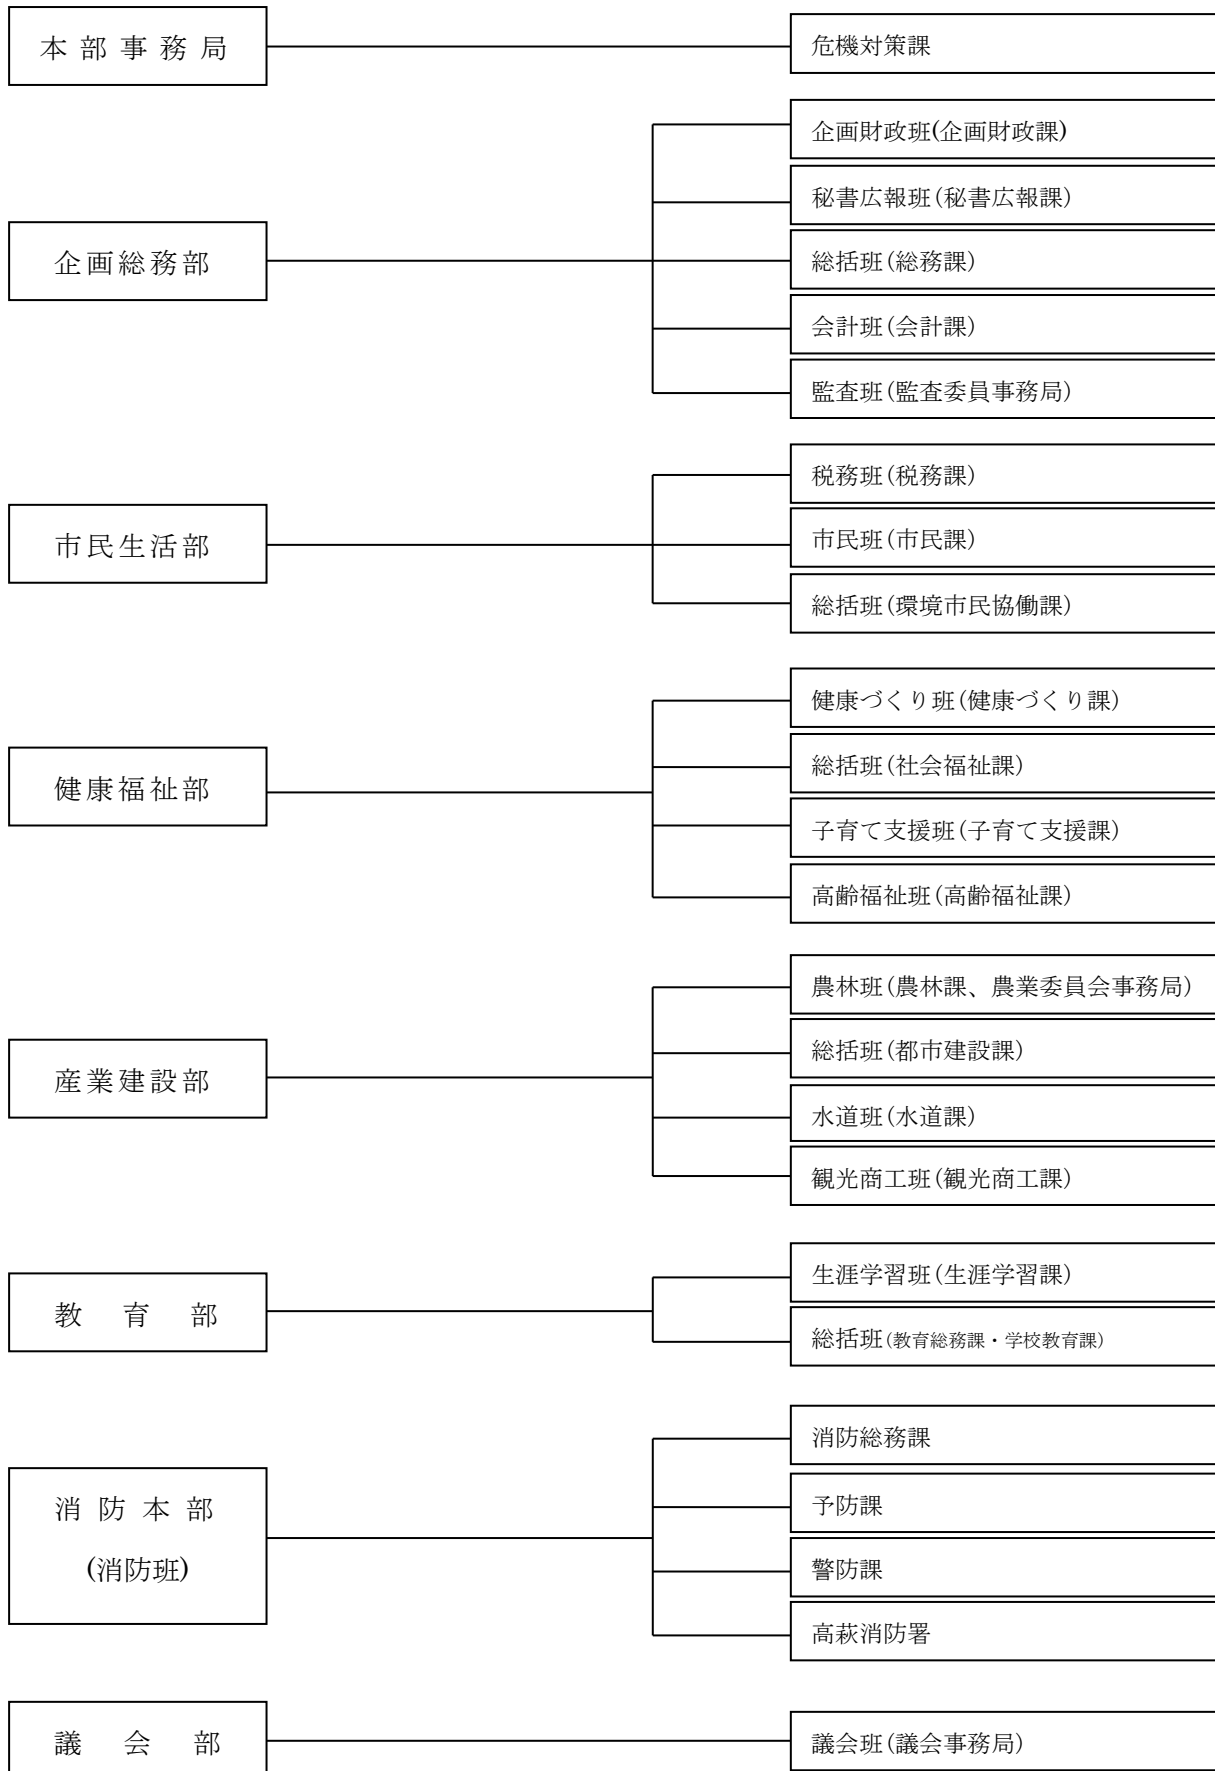 本部事務局
危機対策課
企画総務部
企画財政班(企画財政課)
秘書広報班(秘書広報課)
総括班(総務課)
会計班(会計課)
監査班(監査委員事務局)
市民生活部
税務班(税務課)
市民班(市民課)
総括班(環境市民協働課)
健康福祉部
健康づくり班(健康づくり課)
総括班(社会福祉課)
子育て支援班(子育て支援課)
高齢福祉班(高齢福祉課)
産業建設部
農林班(農林課、農業委員会事務局)
総括班(都市建設課)
水道班(水道課)
観光商工班(観光商工課)
教育部
生涯学習班(生涯学習課)
総括班(教育総務課・学校教育課)
消防本部
(消防班)
消防総務課
予防課
警防課
高萩消防署
議会部
議会班(議会事務局)